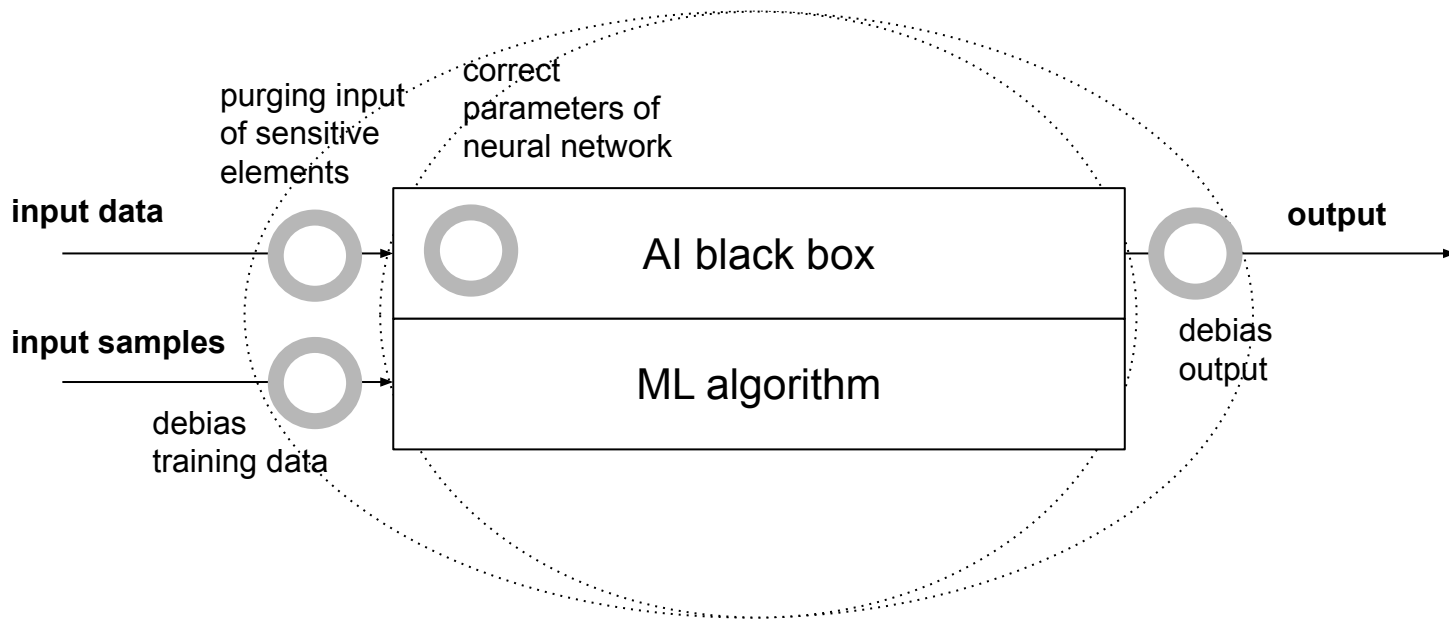 correct
parameters of
neural network
purging input
of sensitive
elements
input data
AI black box
output
input samples
ML algorithm
debias
output
debias
training data